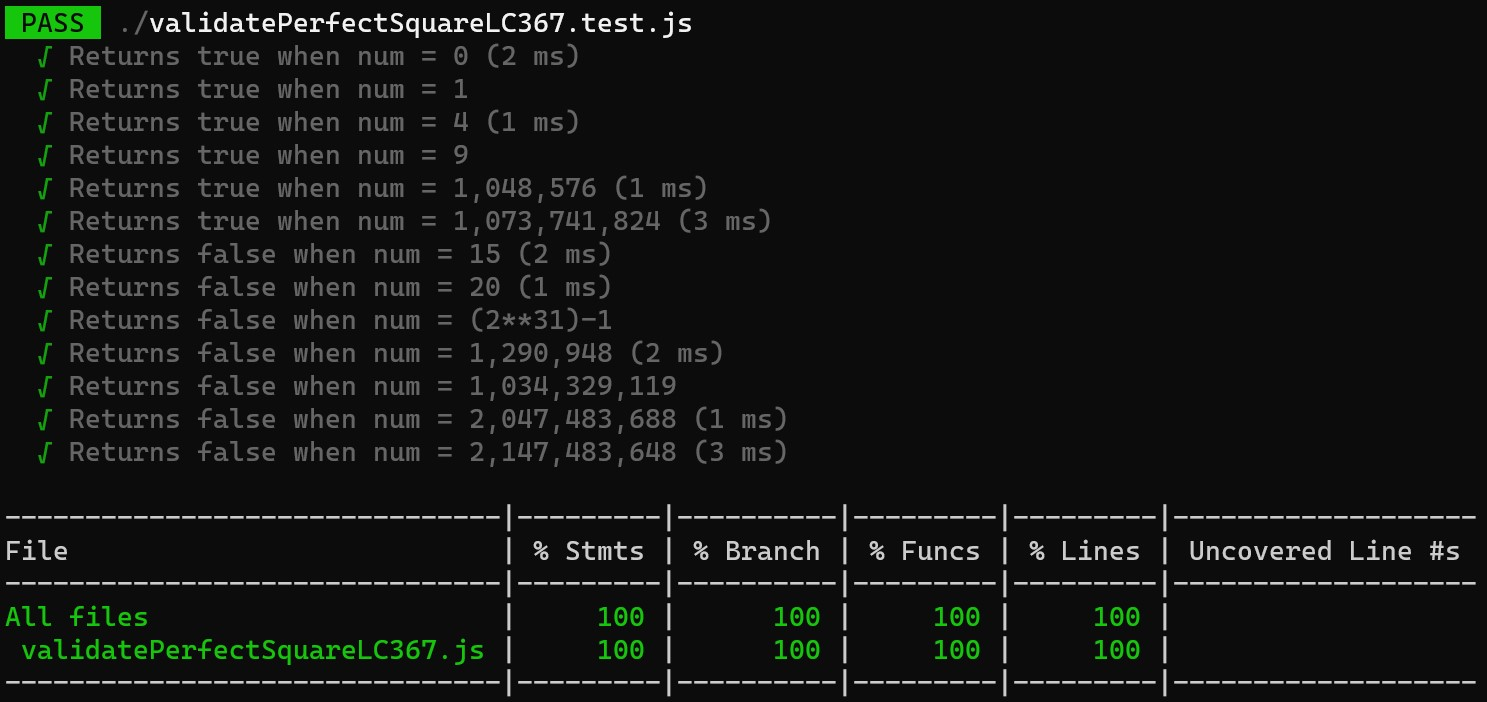 PASS ./validatePerfectSquareLC367.test.js
√ Returns true when num = 0 (2 ms)
√ Returns true when num = 1
√ Returns true when num = 4 (1 ms)
√ Returns true when num = 9
√ Returns true when num = 1,048,576 (1 ms)
√ Returns true when num = 1,073,741,824 (3 ms)
√ Returns false when num = 15 (2 ms)
√ Returns false when num = 20 (1 ms)
√ Returns false when num = (2**31)-1
√ Returns false when num = 1,290,948 (2 ms)
√ Returns false when num = 1,034,329,119
√ Returns false when num = 2,047,483,688 (1 ms)
√ Returns false when num = 2,147,483,648 (3 ms)
-------------------------------|---------|----------|---------|---------|-------------------
File                           | % Stmts | % Branch | % Funcs | % Lines | Uncovered Line #s
-------------------------------|---------|----------|---------|---------|-------------------
All files                      |     100 |      100 |     100 |     100 |
 validatePerfectSquareLC367.js |     100 |      100 |     100 |     100 |
-------------------------------|---------|----------|---------|---------|-------------------